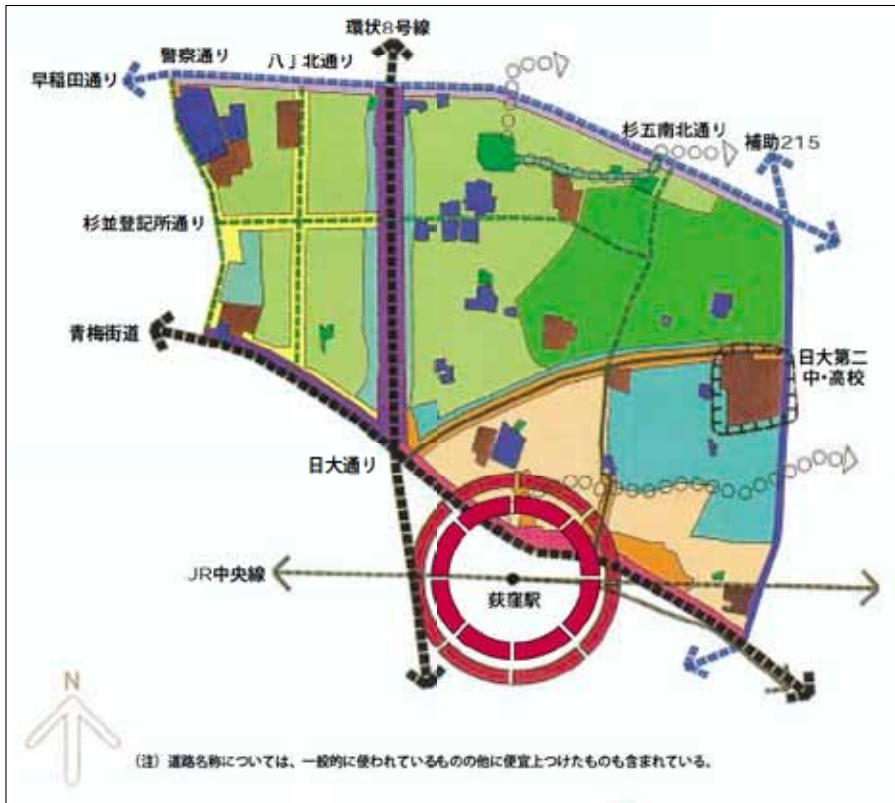 環状8号線
警察通り
八丁北通り
早稲田通り
杉五南北通り
補助215
杉並登記所通り
青梅街道
日大第二
中・高校
日大通り
JR中央線
荻窪駅
N
(注) 道路名称については、一般的に使われているものの他に便宜上つけたものも含まれている。